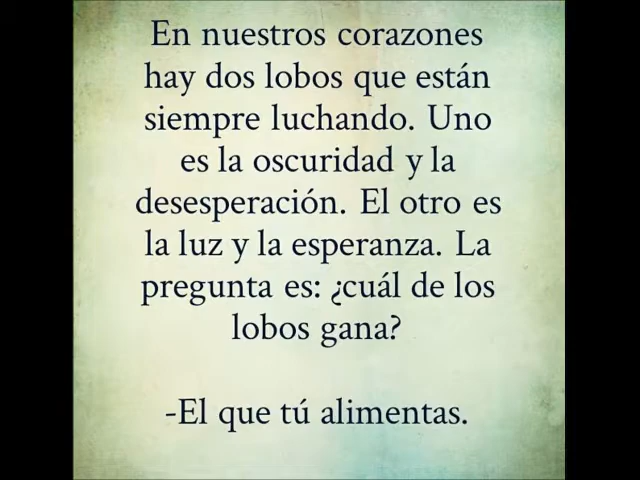 En nuestros corazones
hay dos lobos que están
siempre luchando. Uno
es la oscuridad y la
desesperación. El otro es
la luz y la esperanza. La
pregunta es: ¿cuál de los
lobos gana?
-El que tú alimentas.